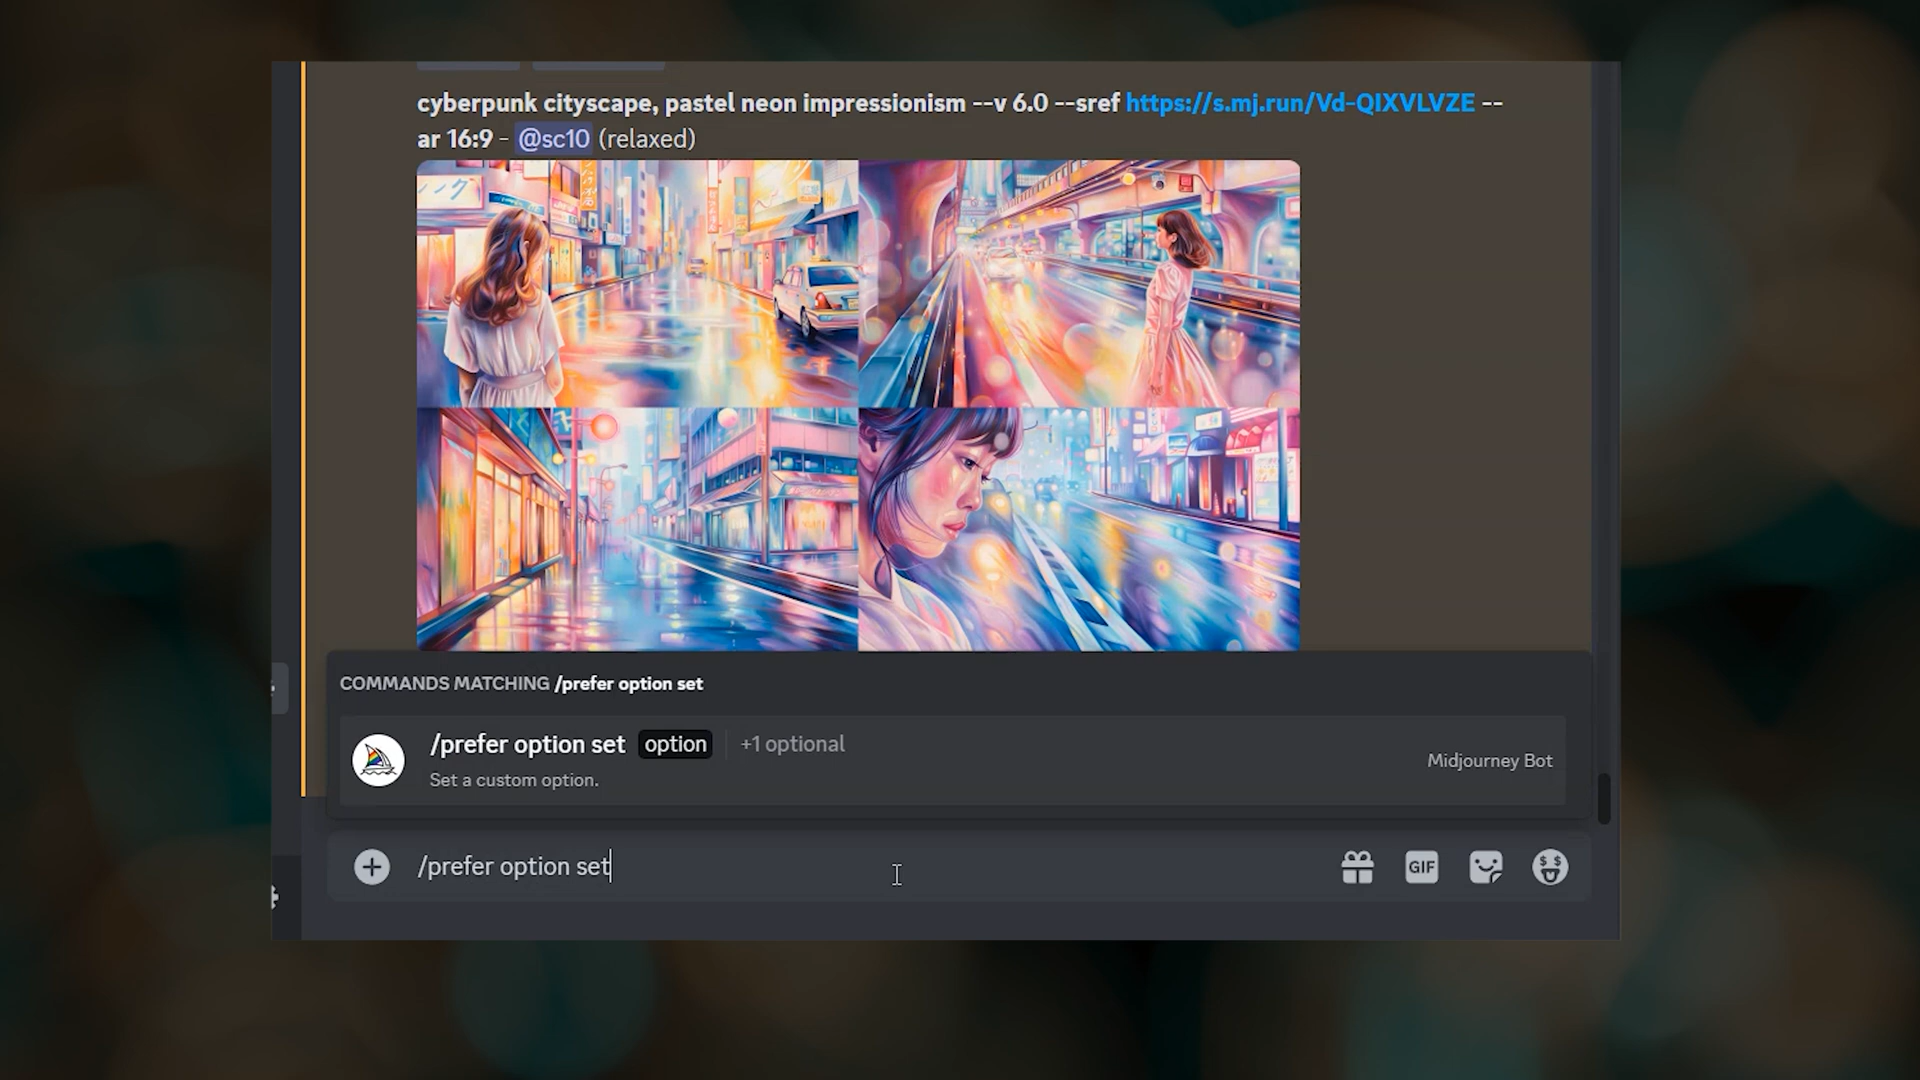 cyberpunk cityscape, pastel neon impressionism --v 6.0 --sref https://s.mj.run/Vd-QIXVLVZE --
ar 16:9 - @sc10 (relaxed)
ング
COMMANDS MATCHING /prefer option set
/prefer option set option +1 optional
Set a custom option.
Midjourney Bot
/prefer option set
GIF